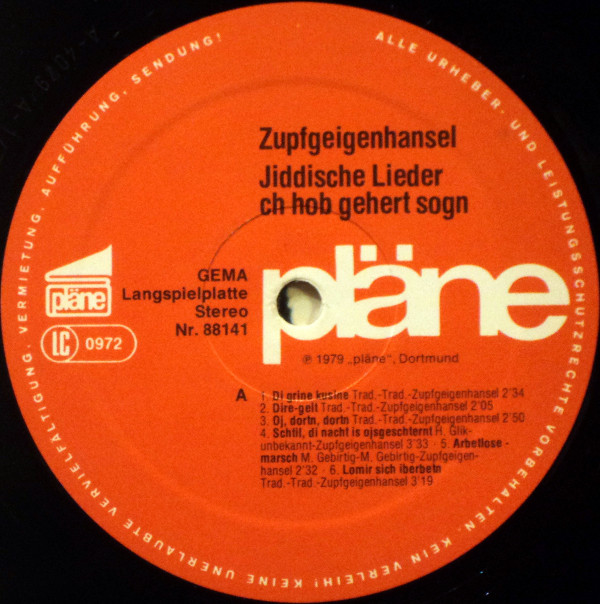 ALLE URHEBER- UND LEISTUNGSSCHUTZRECHTE VORBEHALTEN. KEIN VERLEIH! KEINE UNERLAUBTE VERVIELFÄLTIGUNG, VERMIETUNG, AUFFÜHRUNG, SENDUNG!
Zupfgeigenhansel
Jiddische Lieder
ch hob gehert sogn
pläne
LC 0972
GEMA
Langspielplatte
Stereo
Nr. 88141
pläne
℗ 1979 „pläne“, Dortmund
A
1. Di grine kusine Trad.-Trad.-Zupfgeigenhansel 2'34
2. Dire-gelt Trad.-Trad.-Zupfgeigenhansel 2'05
3. Oj, dortn, dortn Trad.-Trad.-Zupfgeigenhansel 2'50
4. Schtil, di nacht is ojsgeschternt H. Glik-
unbekannt-Zupfgeigenhansel 3'33 · 5. Arbetlose-
marsch M. Gebirtig-M. Gebirtig-Zupfgeigen-
hansel 2'32 · 6. Lomir sich iberbetn
Trad.-Trad.-Zupfgeigenhansel 3'19